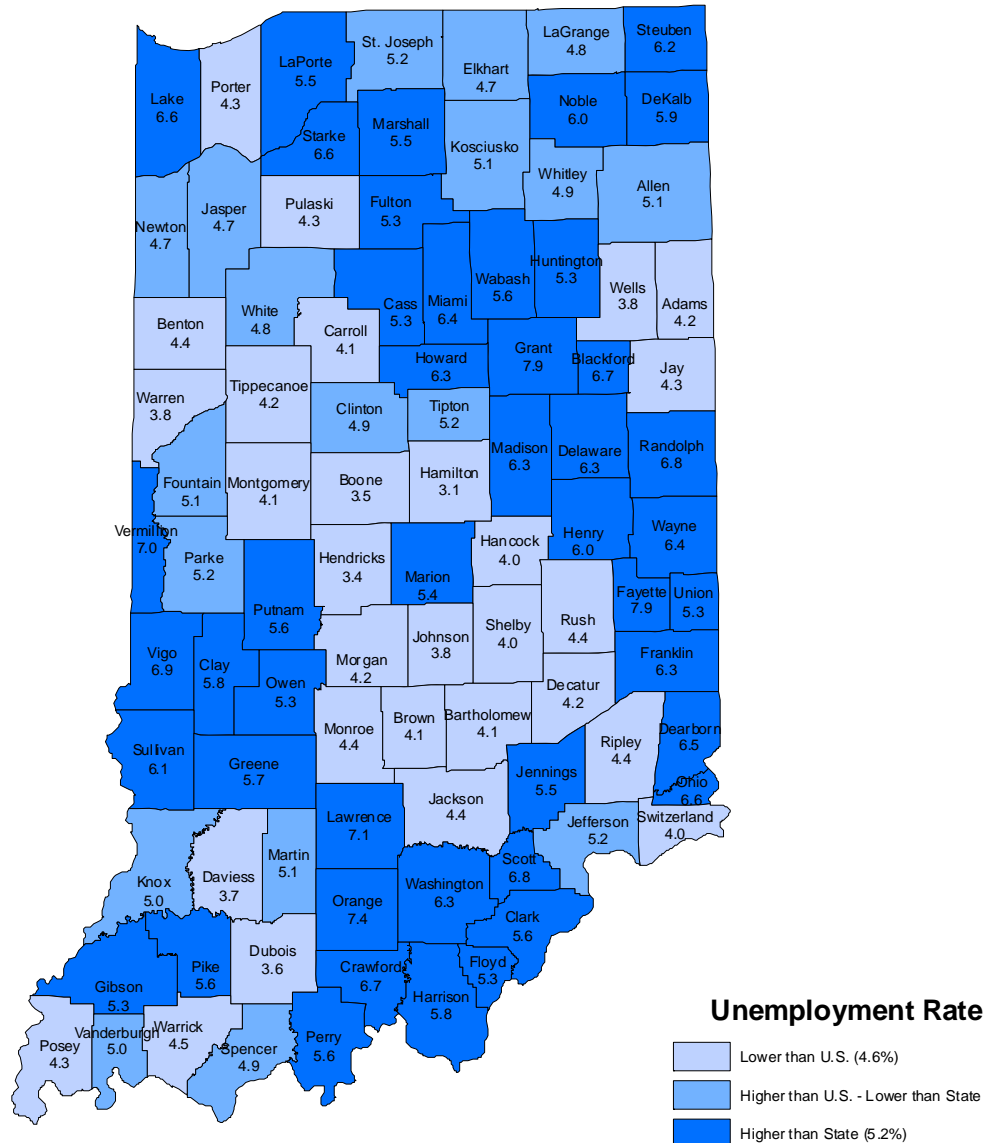 St. Joseph
5.2
LaGrange
4.8
Steuben
6.2
LaPorte
5.5
Elkhart
4.7
Porter
4.3
Lake
6.6
Noble
6.0
DeKalb
5.9
Marshall
5.5
Starke
6.6
Kosciusko
5.1
Whitley
4.9
Allen
5.1
Pulaski
4.3
Fulton
5.3
Jasper
4.7
Newton
4.7
Huntington
5.3
Wabash
5.6
Wells
3.8
Adams
4.2
Miami
6.4
Cass
5.3
White
4.8
Benton
4.4
Carroll
4.1
Howard
6.3
Grant
7.9
Blackford
6.7
Jay
4.3
Tippecanoe
4.2
Warren
3.8
Clinton
4.9
Tipton
5.2
Madison
6.3
Delaware
6.3
Randolph
6.8
Fountain
5.1
Montgomery
4.1
Boone
3.5
Hamilton
3.1
Vermillion
7.0
Parke
5.2
Hendricks
3.4
Marion
5.4
Hancock
4.0
Henry
6.0
Wayne
6.4
Fayette
7.9
Union
5.3
Putnam
5.6
Rush
4.4
Shelby
4.0
Johnson
3.8
Morgan
4.2
Franklin
6.3
Vigo
6.9
Clay
5.8
Owen
5.3
Decatur
4.2
Monroe
4.4
Brown
4.1
Bartholomew
4.1
Ripley
4.4
Dearborn
6.5
Sullivan
6.1
Greene
5.7
Jennings
5.5
Ohio
6.6
Jackson
4.4
Switzerland
4.0
Jefferson
5.2
Lawrence
7.1
Martin
5.1
Daviess
3.7
Knox
5.0
Scott
6.8
Washington
6.3
Orange
7.4
Clark
5.6
Dubois
3.6
Floyd
5.3
Crawford
6.7
Pike
5.6
Gibson
5.3
Harrison
5.8
Posey
4.3
Vanderburgh
5.0
Warrick
4.5
Spencer
4.9
Perry
5.6
Unemployment Rate
Lower than U.S. (4.6%)
Higher than U.S. - Lower than State
Higher than State (5.2%)